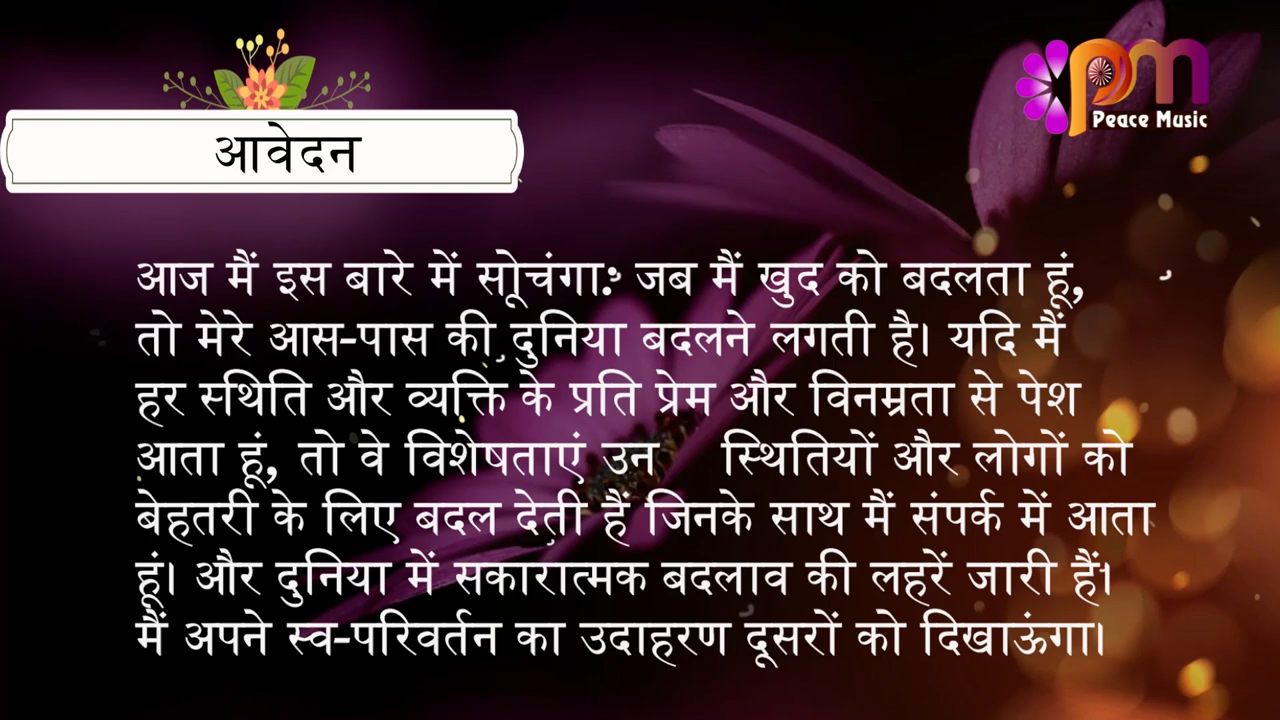 आवेदन
Peace Music
आज मैं इस बारे में सोचूंगा: जब मैं खुद को बदलता हूं,
तो मेरे आस-पास की दुनिया बदलने लगती है। यदि मैं
हर स्थिति और व्यक्ति के प्रति प्रेम और विनम्रता से पेश
आता हूं, तो वे विशेषताएं उन स्थितियों और लोगों को
बेहतरी के लिए बदल देती हैं जिनके साथ मैं संपर्क में आता
हूं। और दुनिया में सकारात्मक बदलाव की लहरें जारी हैं।
मैं अपने स्व-परिवर्तन का उदाहरण दूसरों को दिखाऊंगा।